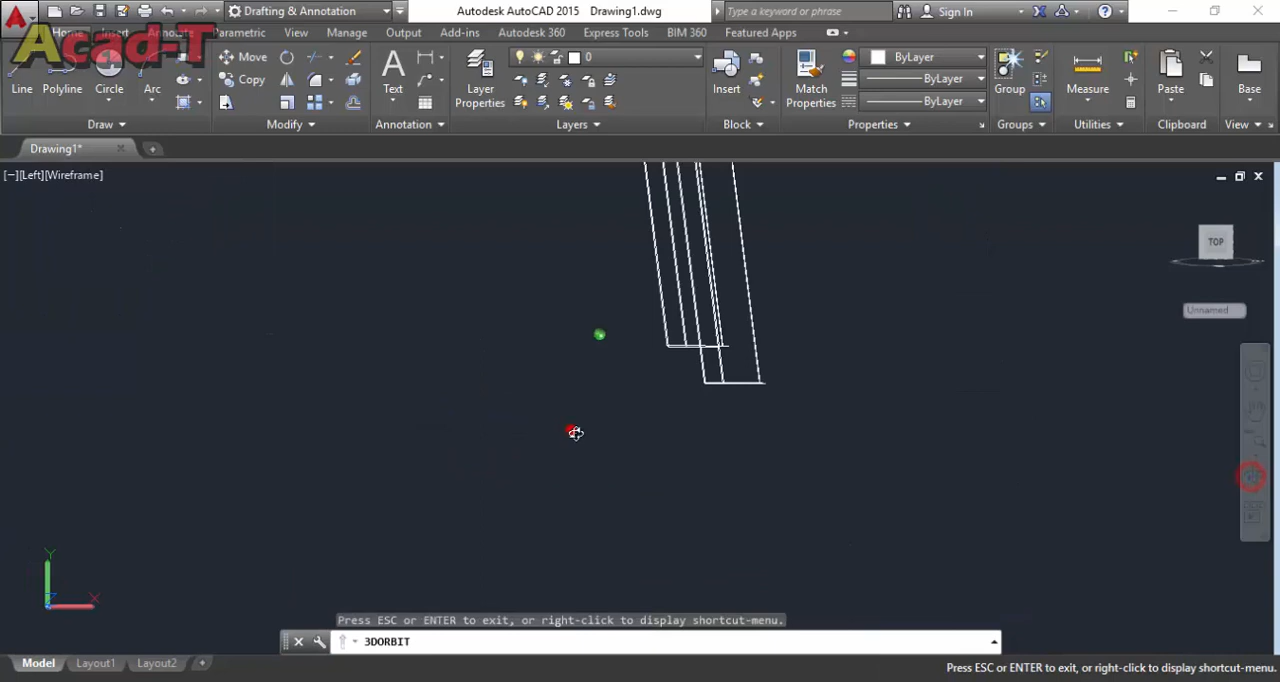 Autodesk AutoCAD 2015 Drawing1.dwg
Drafting & Annotation
Type a keyword or phrase
Sign In
Acad-T
Home Insert Annotate Parametric View Manage Output Add-ins Autodesk 360 Express Tools BIM 360 Featured Apps
Line Polyline Circle Arc
Move
Copy
Text
Layer
Properties
0
Insert
Match
Properties
ByLayer
ByLayer
ByLayer
Group
Measure
Paste
Base
Draw Modify Annotation Layers Block Properties Groups Utilities Clipboard View
Drawing1*
[−][Left][Wireframe]
TOP
Unnamed
Y
X
Press ESC or ENTER to exit, or right-click to display shortcut-menu.
3DORBIT
Model Layout1 Layout2 +
Press ESC or ENTER to exit, or right-click to display shortcut-menu.